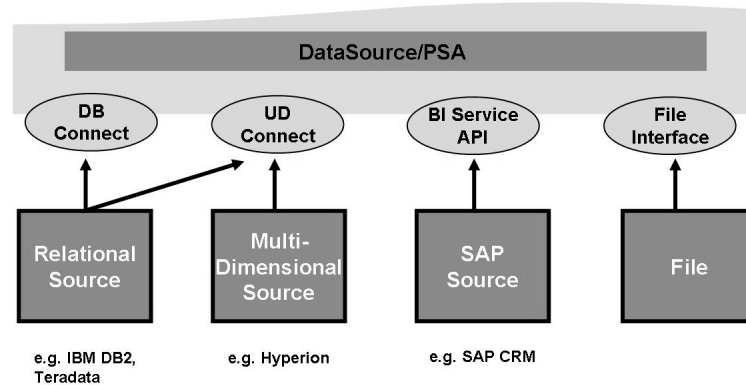 DataSource/PSA
DB
Connect
UD
Connect
BI Service
API
File
Interface
Relational
Source
Multi-
Dimensional
Source
SAP
Source
File
e.g. IBM DB2,
Teradata
e.g. Hyperion
e.g. SAP CRM